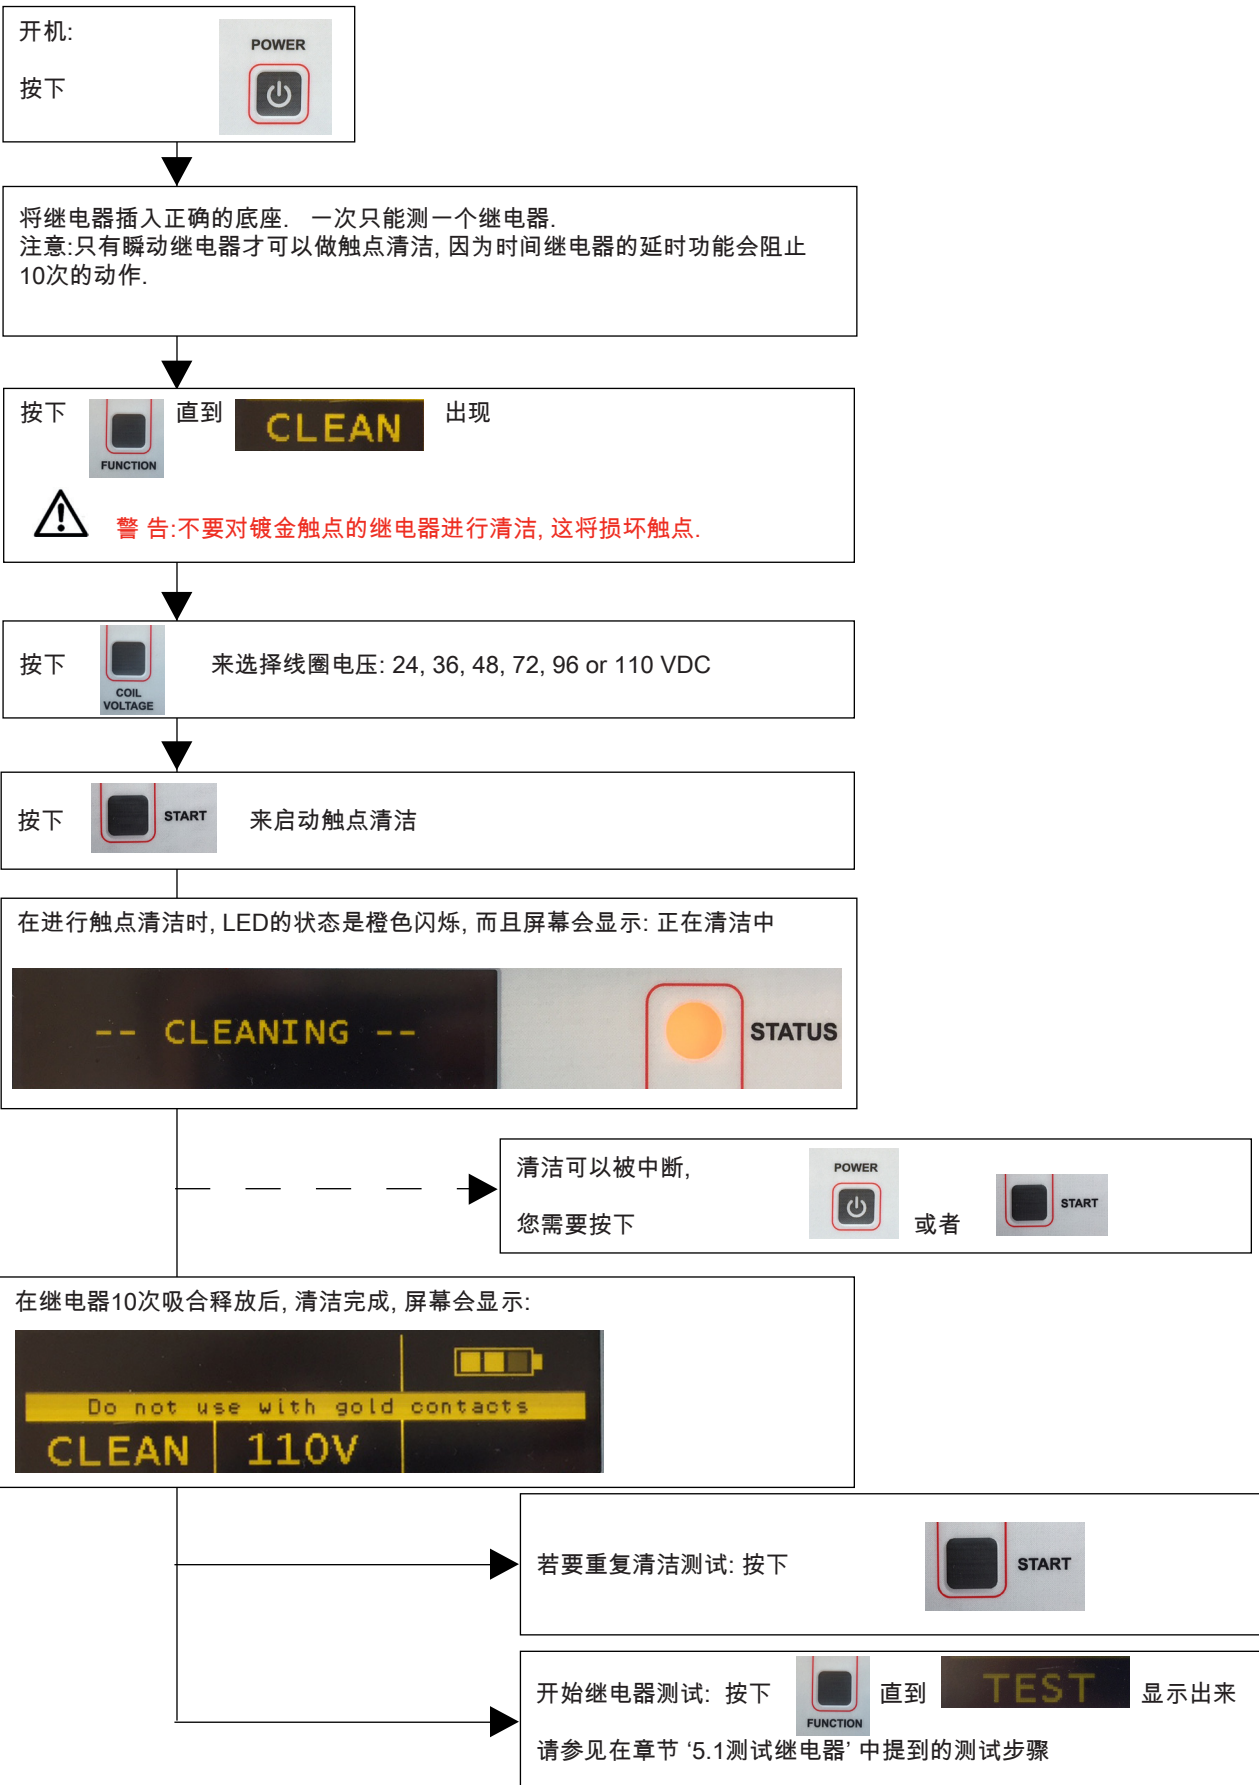 开机:
POWER
按下
将继电器插入正确的底座. 一次只能测一个继电器.
注意:只有瞬动继电器才可以做触点清洁, 因为时间继电器的延时功能会阻止
10次的动作.
按下 FUNCTION 直到 CLEAN 出现
警 告:不要对镀金触点的继电器进行清洁, 这将损坏触点.
按下 COIL VOLTAGE 来选择线圈电压: 24, 36, 48, 72, 96 or 110 VDC
按下 START 来启动触点清洁
在进行触点清洁时, LED的状态是橙色闪烁, 而且屏幕会显示: 正在清洁中
-- CLEANING -- STATUS
清洁可以被中断,
POWER
您需要按下 或者 START
在继电器10次吸合释放后, 清洁完成, 屏幕会显示:
Do not use with gold contacts
CLEAN 110V
若要重复清洁测试: 按下 START
开始继电器测试: 按下 FUNCTION 直到 TEST 显示出来
请参见在章节 ‘5.1测试继电器’ 中提到的测试步骤